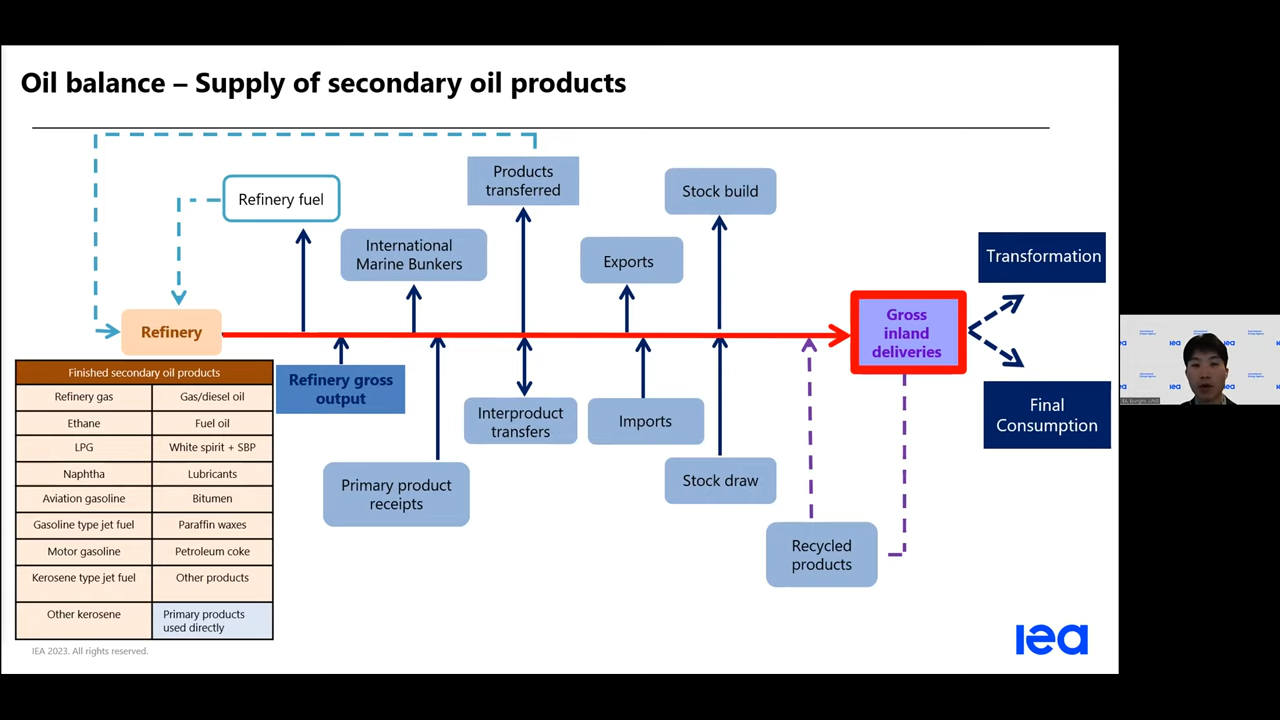 Oil balance – Supply of secondary oil products
Products
transferred
Refinery fuel
Stock build
International
Marine Bunkers
Exports
Transformation
Refinery
Gross
inland
deliveries
Refinery gross
output
Interproduct
transfers
Imports
Final
Consumption
Primary product
receipts
Stock draw
Recycled
products
Finished secondary oil products
Refinery gas
Gas/diesel oil
Ethane
Fuel oil
LPG
White spirit + SBP
Naphtha
Lubricants
Aviation gasoline
Bitumen
Gasoline type jet fuel
Paraffin waxes
Motor gasoline
Petroleum coke
Kerosene type jet fuel
Other products
Other kerosene
Primary products
used directly
IEA 2023. All rights reserved.
iea
iea
iea
iea